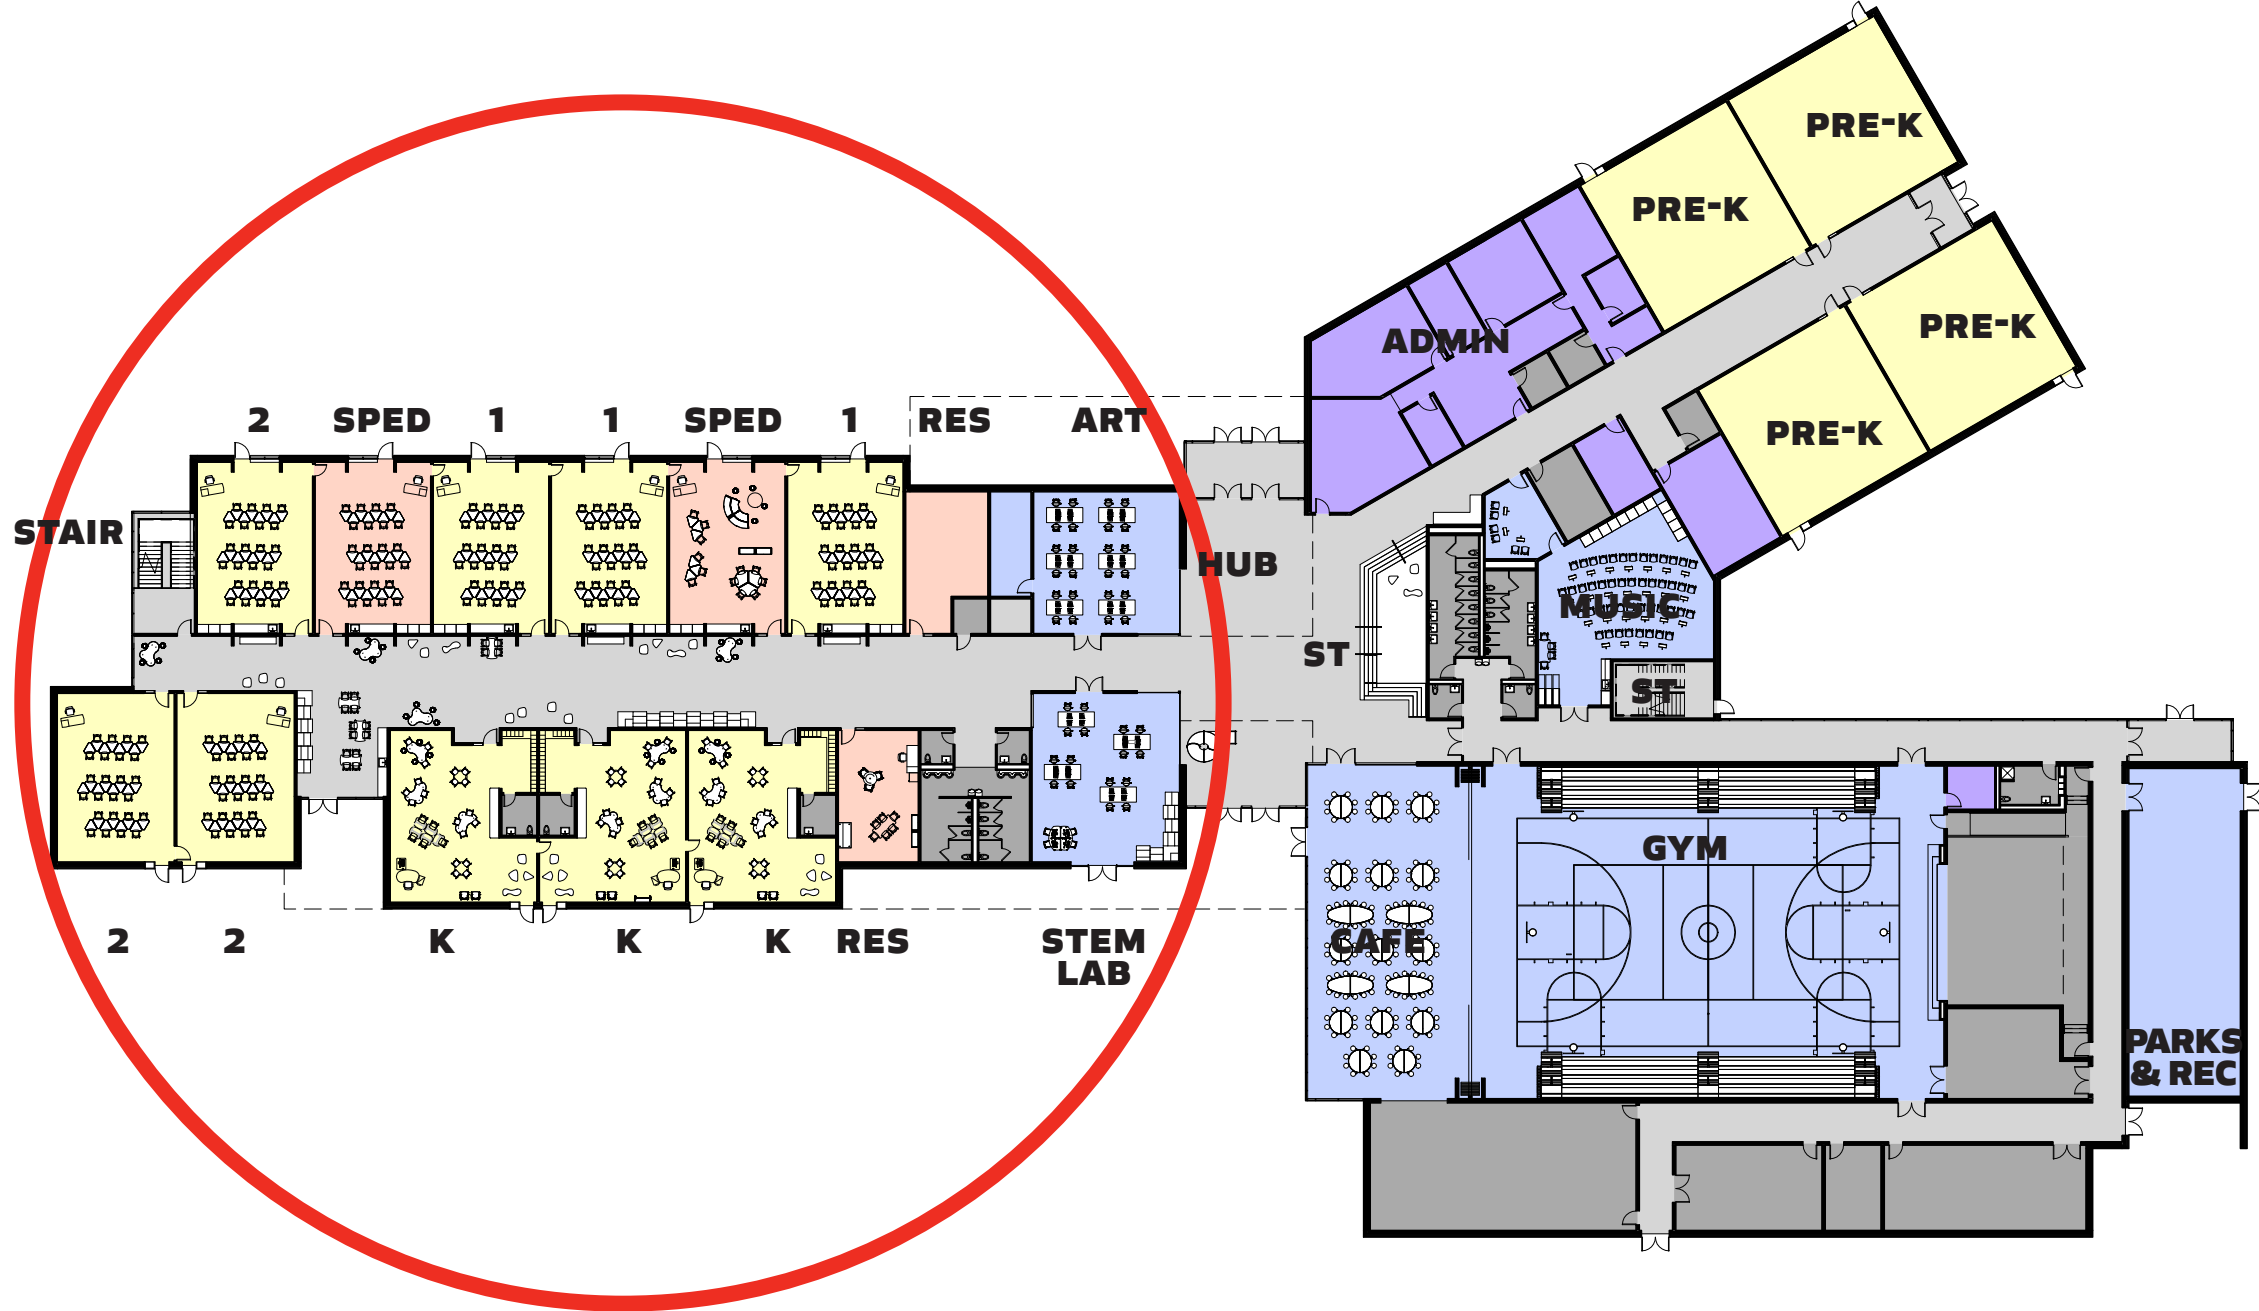 PRE-K
PRE-K
PRE-K
ADMIN
PRE-K
2
SPED
1
1
SPED
1
RES
ART
STAIR
HUB
MUSIC
ST
ST
GYM
2
2
K
K
K
RES
STEM
LAB
CAFE
PARKS
& REC